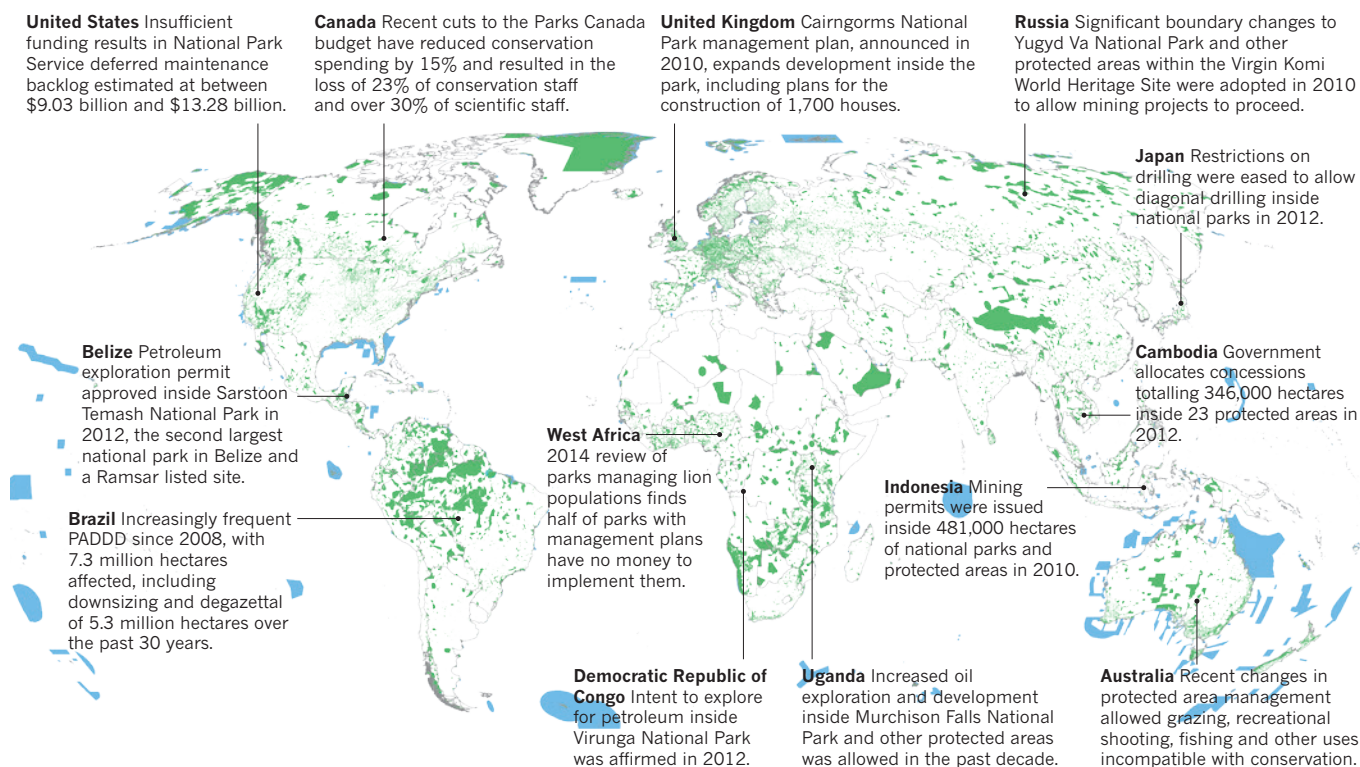 United States Insufficient
funding results in National Park
Service deferred maintenance
backlog estimated at between
$9.03 billion and $13.28 billion.
Canada Recent cuts to the Parks Canada
budget have reduced conservation
spending by 15% and resulted in the
loss of 23% of conservation staff
and over 30% of scientific staff.
United Kingdom Cairngorms National
Park management plan, announced in
2010, expands development inside the
park, including plans for the
construction of 1,700 houses.
Russia Significant boundary changes to
Yugyd Va National Park and other
protected areas within the Virgin Komi
World Heritage Site were adopted in 2010
to allow mining projects to proceed.
Japan Restrictions on
drilling were eased to allow
diagonal drilling inside
national parks in 2012.
Belize Petroleum
exploration permit
approved inside Sarstoon
Temash National Park in
2012, the second largest
national park in Belize and
a Ramsar listed site.
Cambodia Government
allocates concessions
totalling 346,000 hectares
inside 23 protected areas in
2012.
West Africa
2014 review of
parks managing lion
populations finds
half of parks with
management plans
have no money to
implement them.
Indonesia Mining
permits were issued
inside 481,000 hectares
of national parks and
protected areas in 2010.
Brazil Increasingly frequent
PADDD since 2008, with
7.3 million hectares
affected, including
downsizing and degazettal
of 5.3 million hectares over
the past 30 years.
Democratic Republic of
Congo Intent to explore
for petroleum inside
Virunga National Park
was affirmed in 2012.
Uganda Increased oil
exploration and development
inside Murchison Falls National
Park and other protected areas
was allowed in the past decade.
Australia Recent changes in
protected area management
allowed grazing, recreational
shooting, fishing and other uses
incompatible with conservation.